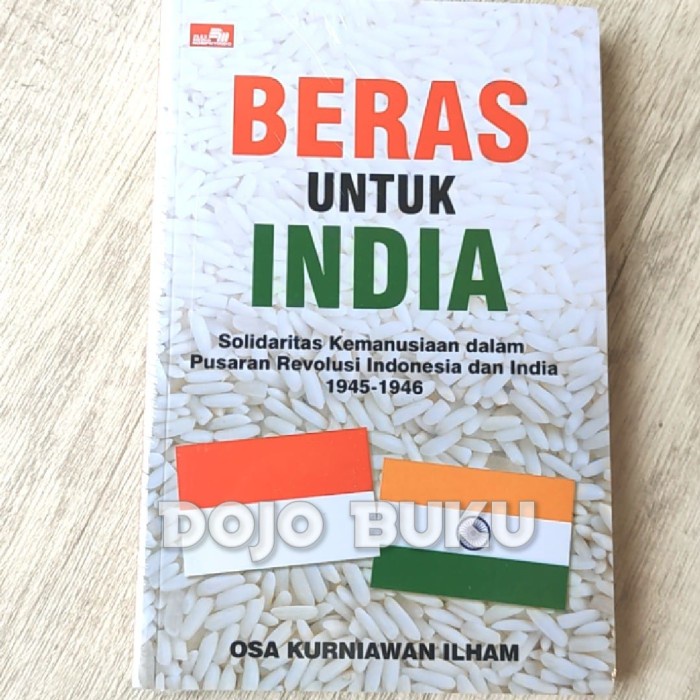 BERAS
UNTUK
INDIA
Solidaritas Kemanusiaan dalam
Pusaran Revolusi Indonesia dan India
1945-1946
DOJO BUKU
OSA KURNIAWAN ILHAM